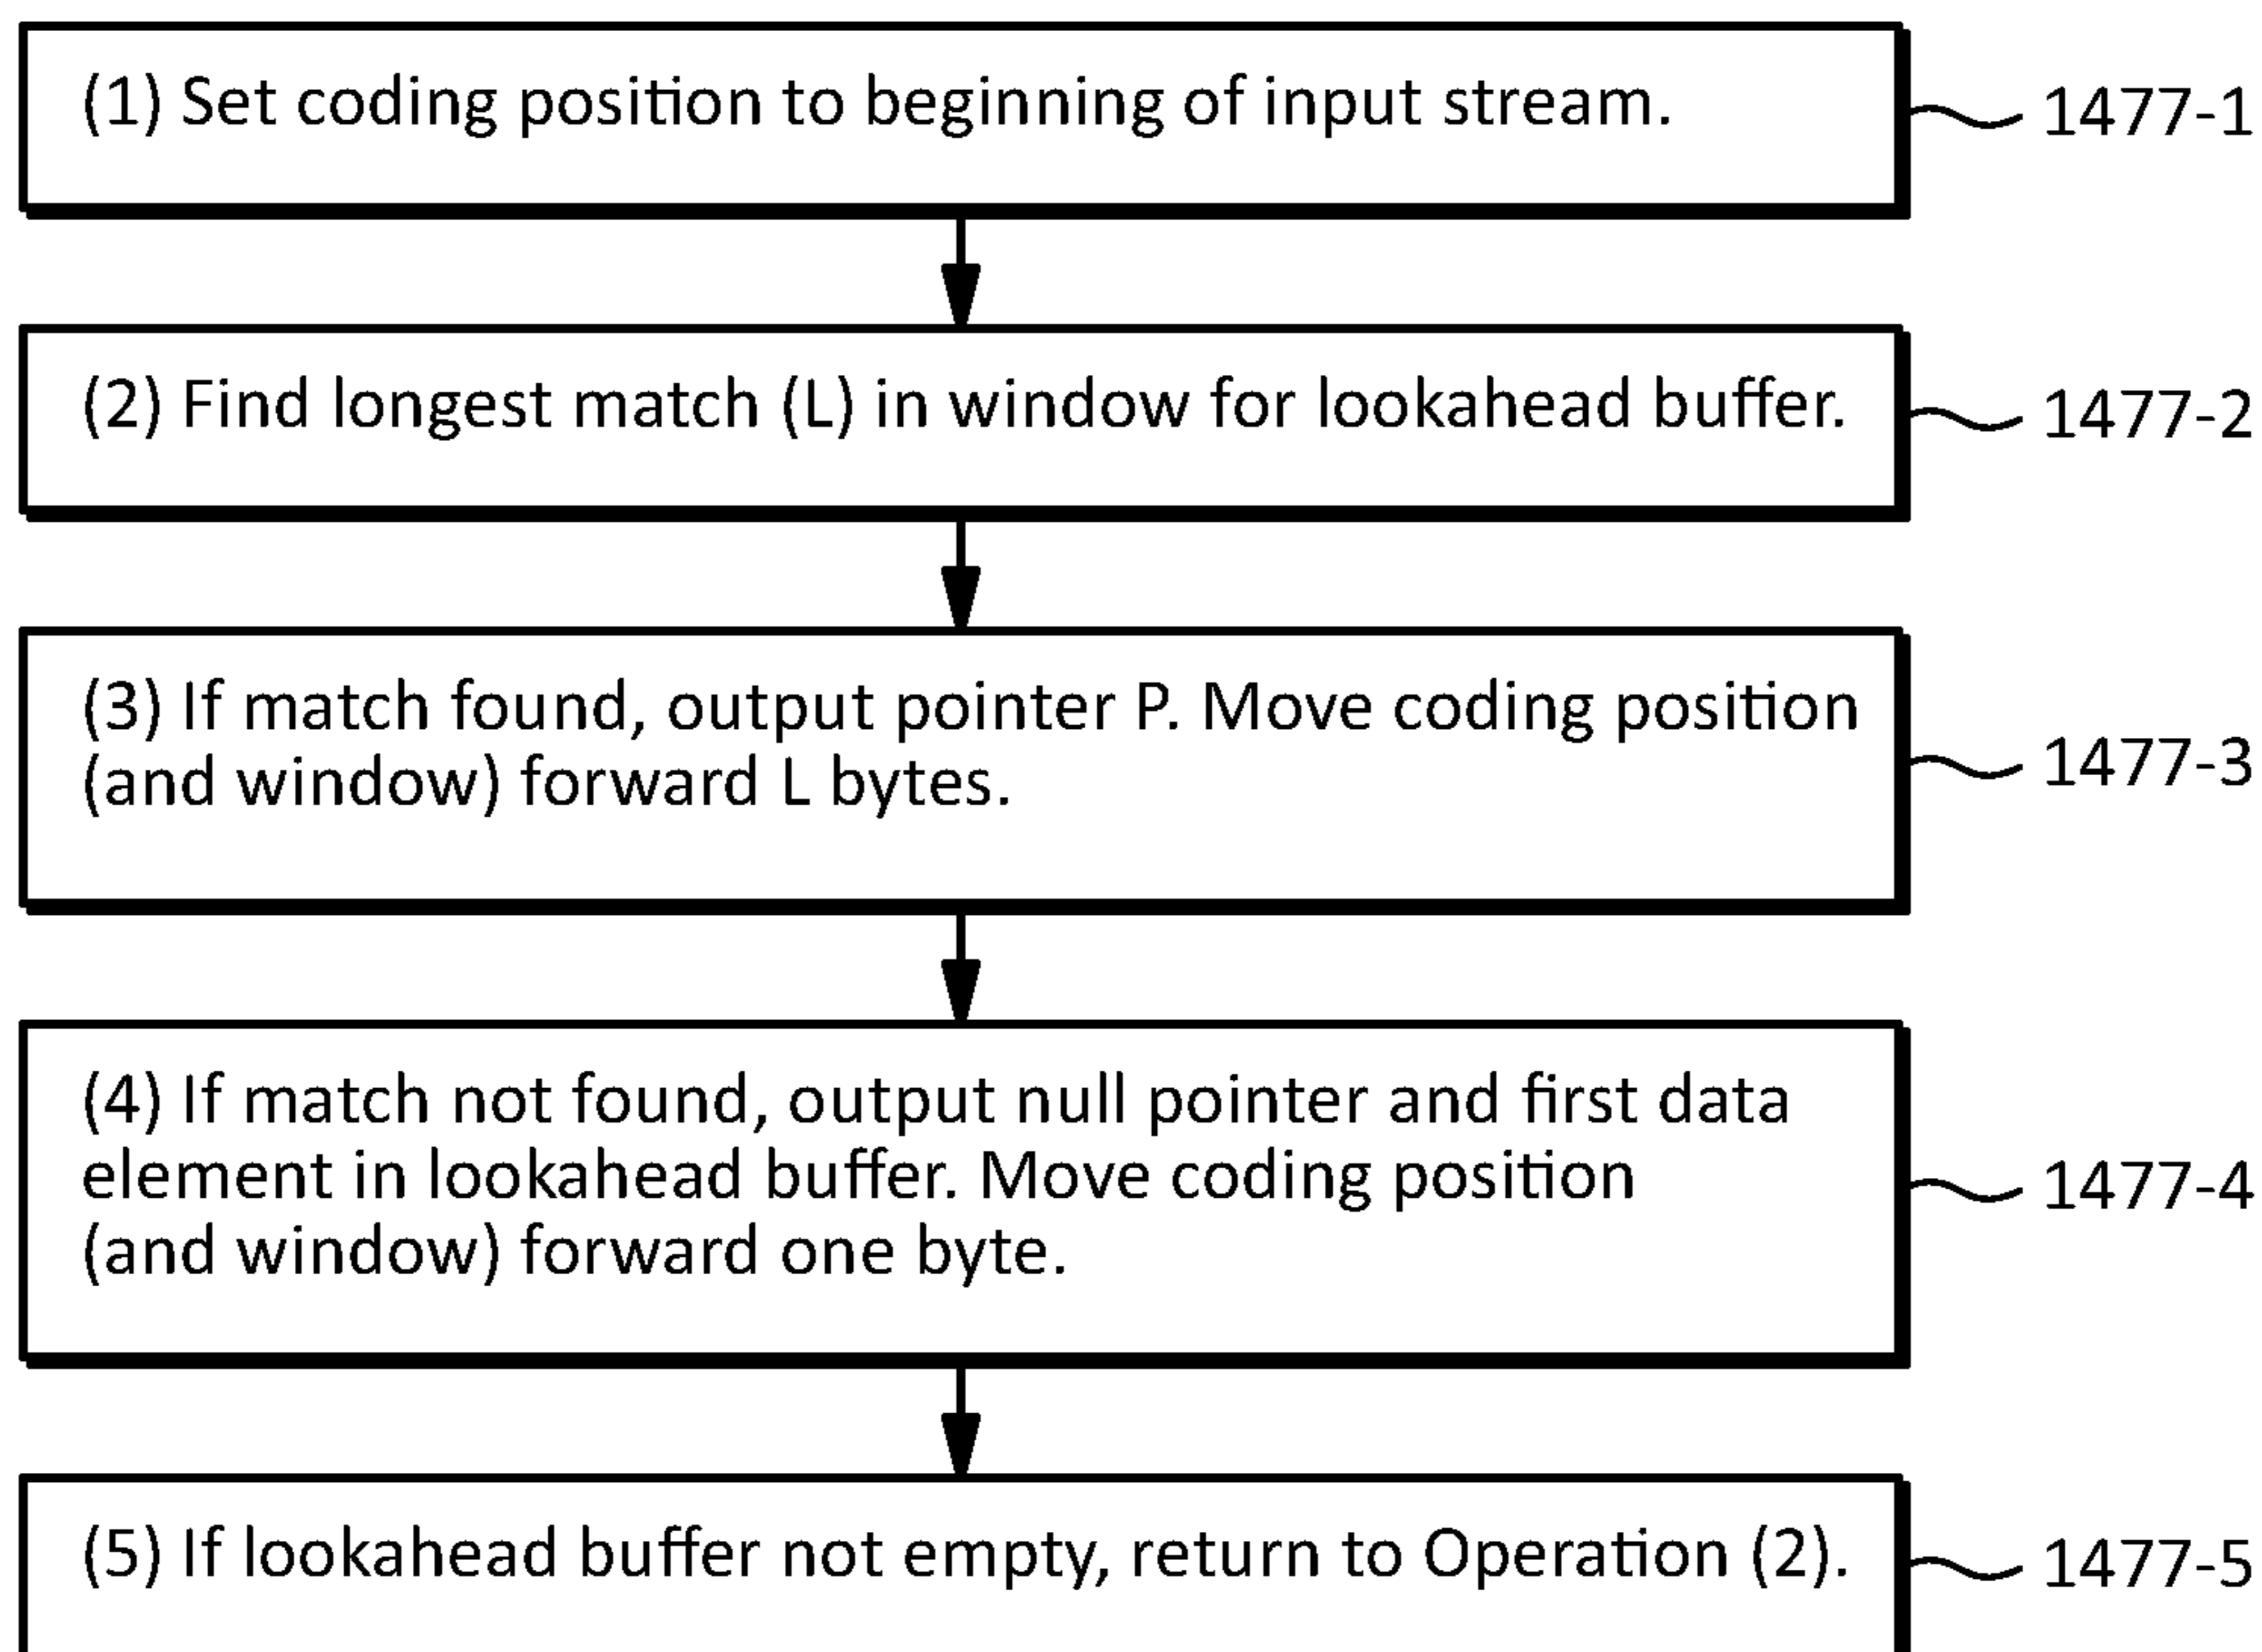 (1) Set coding position to beginning of input stream.
1477-1
(2) Find longest match (L) in window for lookahead buffer.
1477-2
(3) If match found, output pointer P. Move coding position
(and window) forward L bytes.
1477-3
(4) If match not found, output null pointer and first data
element in lookahead buffer. Move coding position
(and window) forward one byte.
1477-4
(5) If lookahead buffer not empty, return to Operation (2).
1477-5